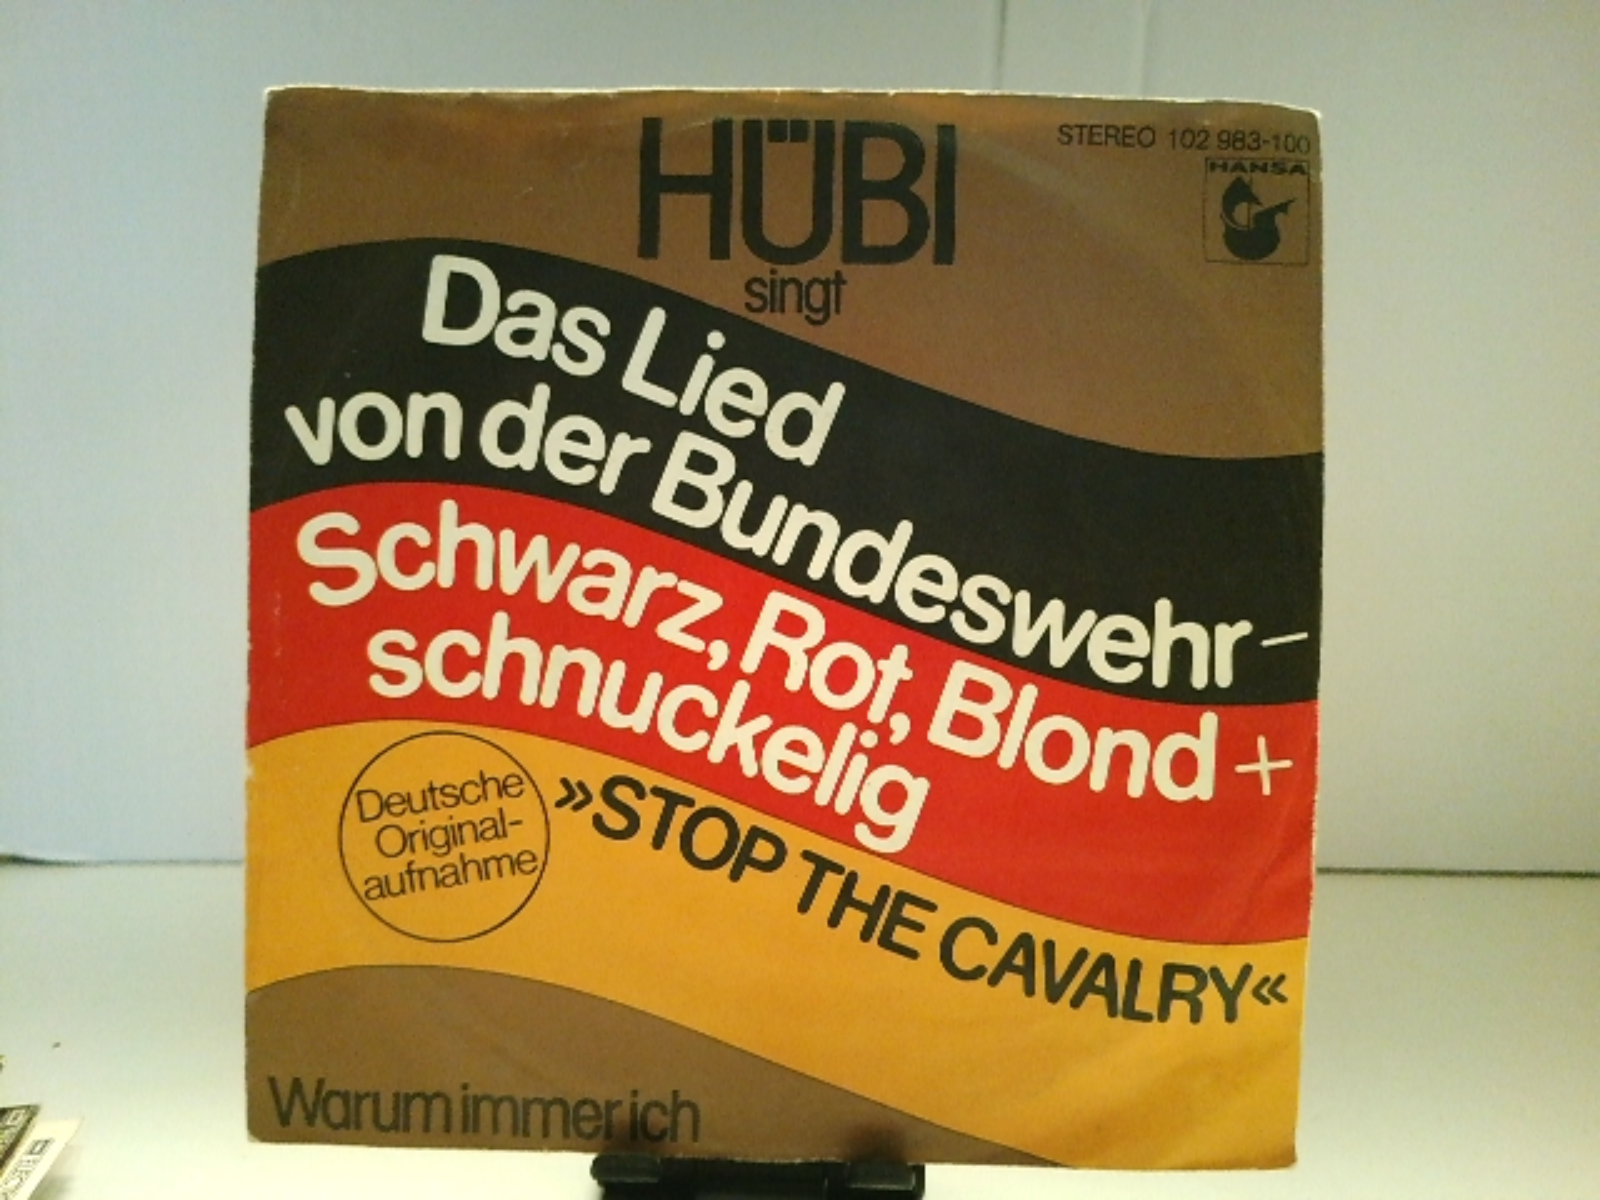 HÜBI
singt
STEREO 102 983-100
HANSA
Das Lied
von der Bundeswehr –
Schwarz, Rot, Blond +
schnuckelig
»STOP THE CAVALRY«
Deutsche
Original-
aufnahme
Warum immer ich